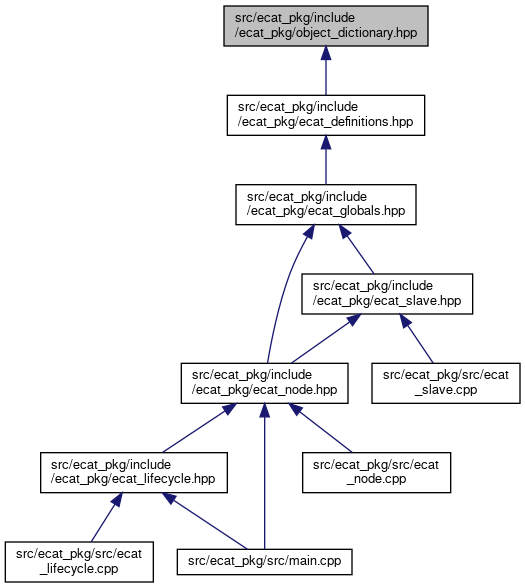 src/ecat_pkg/include
/ecat_pkg/object_dictionary.hpp
src/ecat_pkg/include
/ecat_pkg/ecat_definitions.hpp
src/ecat_pkg/include
/ecat_pkg/ecat_globals.hpp
src/ecat_pkg/include
/ecat_pkg/ecat_slave.hpp
src/ecat_pkg/include
/ecat_pkg/ecat_node.hpp
src/ecat_pkg/src/ecat
_slave.cpp
src/ecat_pkg/include
/ecat_pkg/ecat_lifecycle.hpp
src/ecat_pkg/src/ecat
_node.cpp
src/ecat_pkg/src/ecat
_lifecycle.cpp
src/ecat_pkg/src/main.cpp